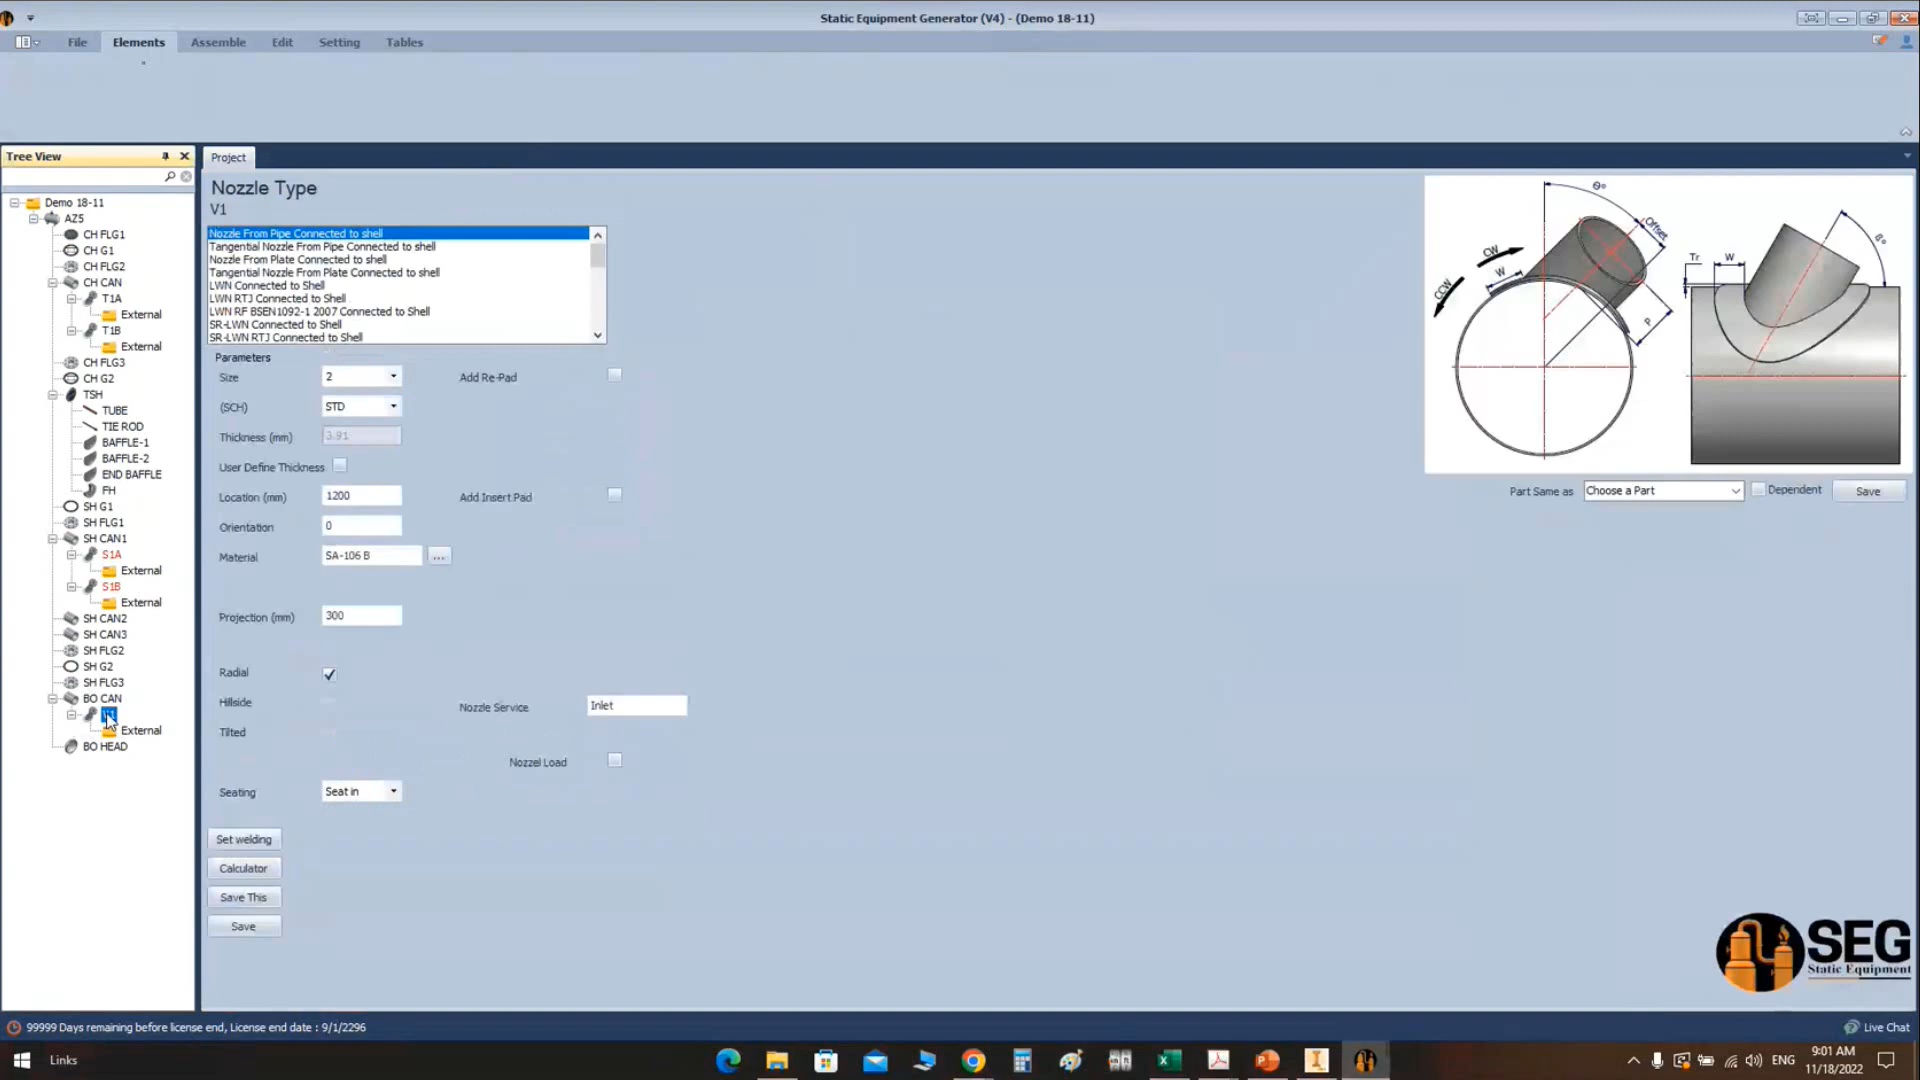 Static Equipment Generator (V4) - (Demo 18-11)
File
Elements
Assemble
Edit
Setting
Tables
Tree View
Demo 18-11
AZ5
CH FLG1
CH G1
CH FLG2
CH CAN
T1A
External
T1B
External
CH FLG3
CH G2
TSH
TUBE
TIE ROD
BAFFLE-1
BAFFLE-2
END BAFFLE
FH
SH G1
SH FLG1
SH CAN1
S1A
External
S1B
External
SH CAN2
SH CAN3
SH FLG2
SH G2
SH FLG3
BO CAN
External
BO HEAD
Project
Nozzle Type
V1
Nozzle From Pipe Connected to shell
Tangential Nozzle From Pipe Connected to shell
Nozzle From Plate Connected to shell
Tangential Nozzle From Plate Connected to shell
LWN Connected to Shell
LWN RTJ Connected to Shell
LWN RF BSEN1092-1 2007 Connected to Shell
SR-LWN Connected to Shell
SR-LWN RTJ Connected to Shell
Parameters
Size 2 Add Re-Pad
(SCH) STD
Thickness (mm) 3.91
User Define Thickness
Location (mm) 1200 Add Insert Pad
Orientation 0
Material SA-106 B ...
Projection (mm) 300
Radial
Hillside
Nozzle Service Inlet
Tilted
Nozzel Load
Seating Seat in
Set welding
Calculator
Save This
Save
θ°
Offset
CW
W
CCW
P
Tr
W
β°
Part Same as Choose a Part Dependent Save
SEG
Static Equipment
99999 Days remaining before license end, License end date : 9/1/2296
Live Chat
Links
ENG
9:01 AM
11/18/2022